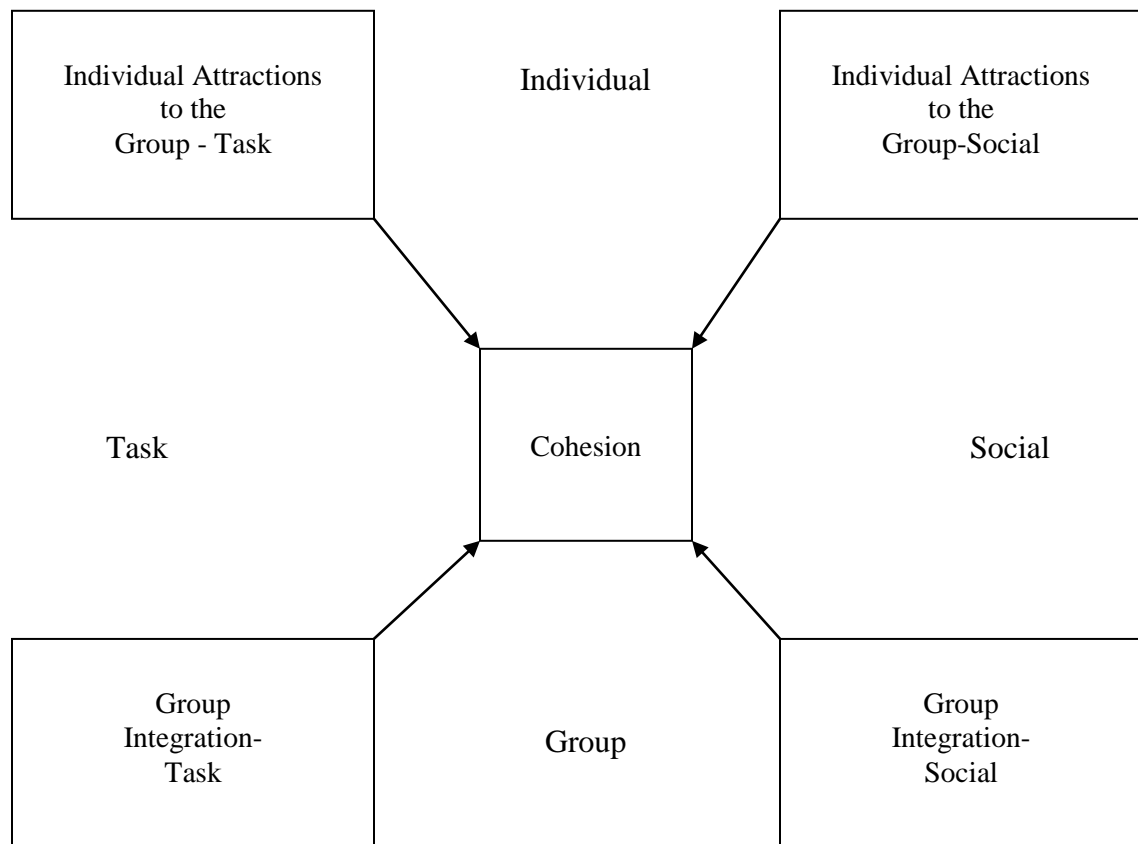 Individual Attractions
to the
Group - Task
Individual
Individual Attractions
to the
Group-Social
Task
Cohesion
Social
Group
Integration-
Task
Group
Group
Integration-
Social